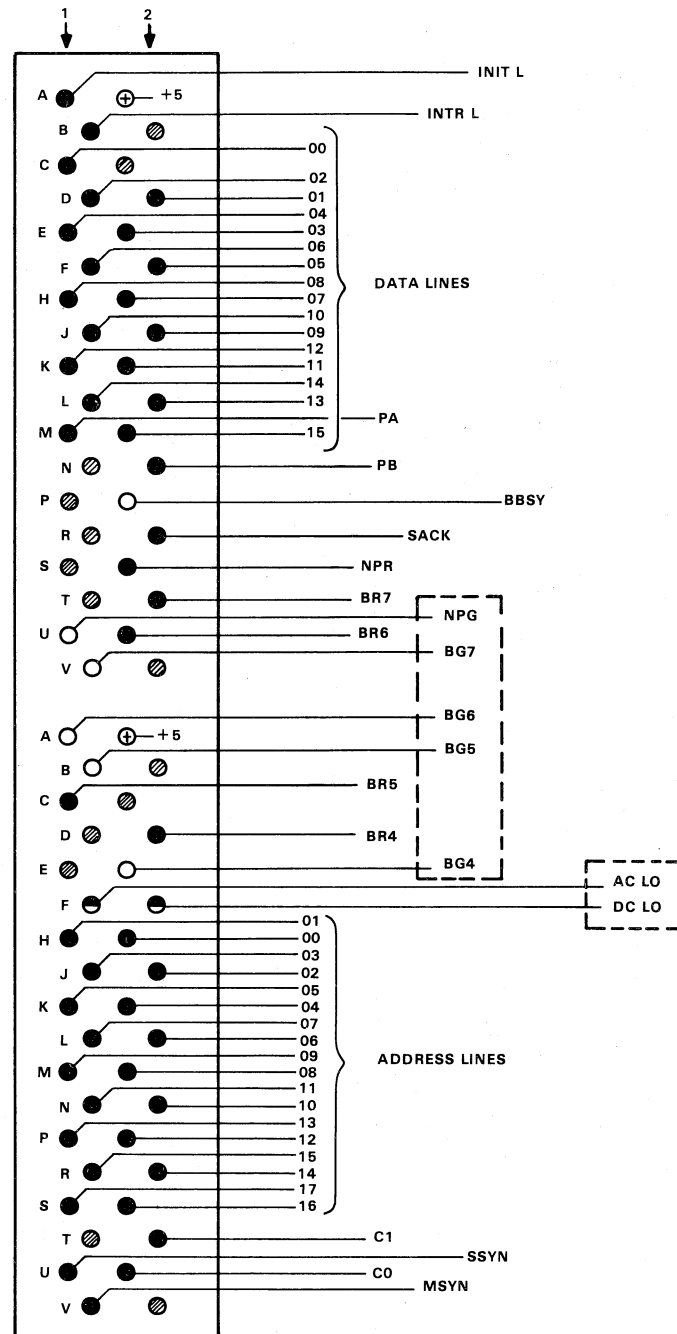 1 2
INIT L
A +5
INTR L
B
00
C
02
D 01
04
E 03
06
F 05
08
DATA LINES
H 07
10
J 09
12
K 11
14
L 13
PA
M 15
N PB
P BBSY
R SACK
S NPR
T BR7
NPG
U BR6
BG7
V
BG6
A +5
BG5
B
BR5
C
D BR4
E BG4
AC LO
F DC LO
01
H 00
03
J 02
05
K 04
07
L 06
09
ADDRESS LINES
M 08
11
N 10
13
P 12
15
R 14
17
S 16
T C1
SSYN
U C0
MSYN
V